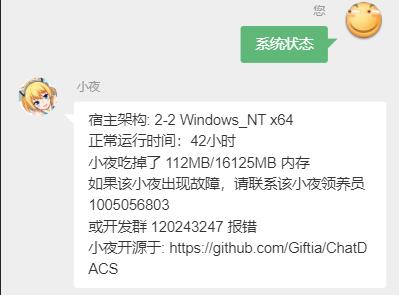 您
系统状态
小夜
宿主架构: 2-2 Windows_NT x64
正常运行时间：42小时
小夜吃掉了 112MB/16125MB 内存
如果该小夜出现故障，请联系该小夜领养员
1005056803
或开发群 120243247 报错
小夜开源于: https://github.com/Giftia/ChatD
ACS